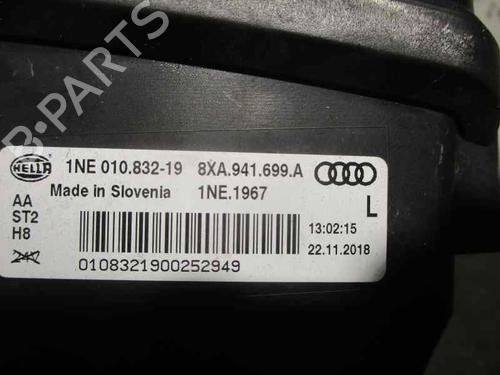 B-PARTS
HELLA
1NE 010.832-19 8XA.941.699.A
Made in Slovenia 1NE.1967
L
AA
ST2
H8
13:02:15
22.11.2018
0108321900252949